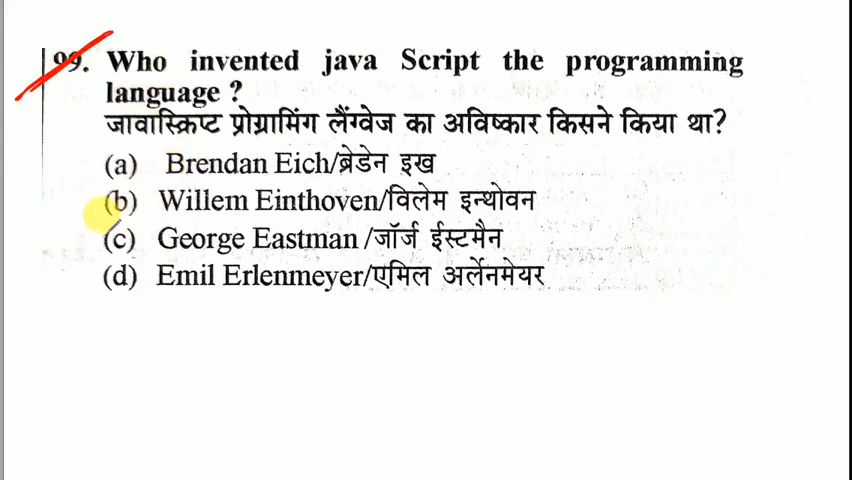 99. Who invented java Script the programming
language ?
जावास्क्रिप्ट प्रोग्रामिंग लैंग्वेज का अविष्कार किसने किया था?
(a) Brendan Eich/ब्रेडेन इख
(b) Willem Einthoven/विलेम इन्थोवन
(c) George Eastman /जॉर्ज ईस्टमैन
(d) Emil Erlenmeyer/एमिल अर्लेनमेयर